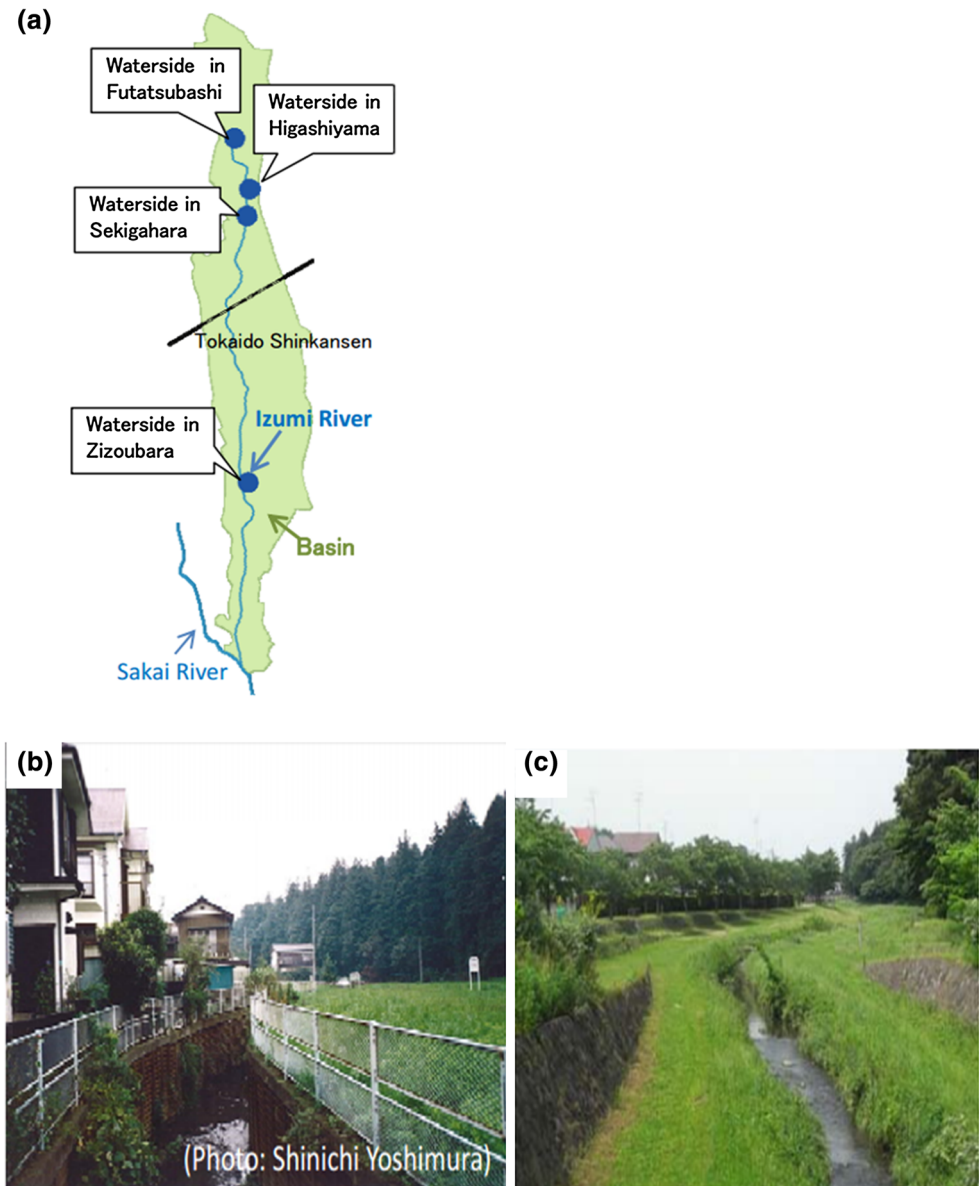 (a)
Waterside in
Futatsubashi
Waterside in
Higashiyama
Waterside in
Sekigahara
Tokaido Shinkansen
Waterside in
Zizoubara
Izumi River
Basin
Sakai River
(b)
(c)
(Photo: Shinichi Yoshimura)